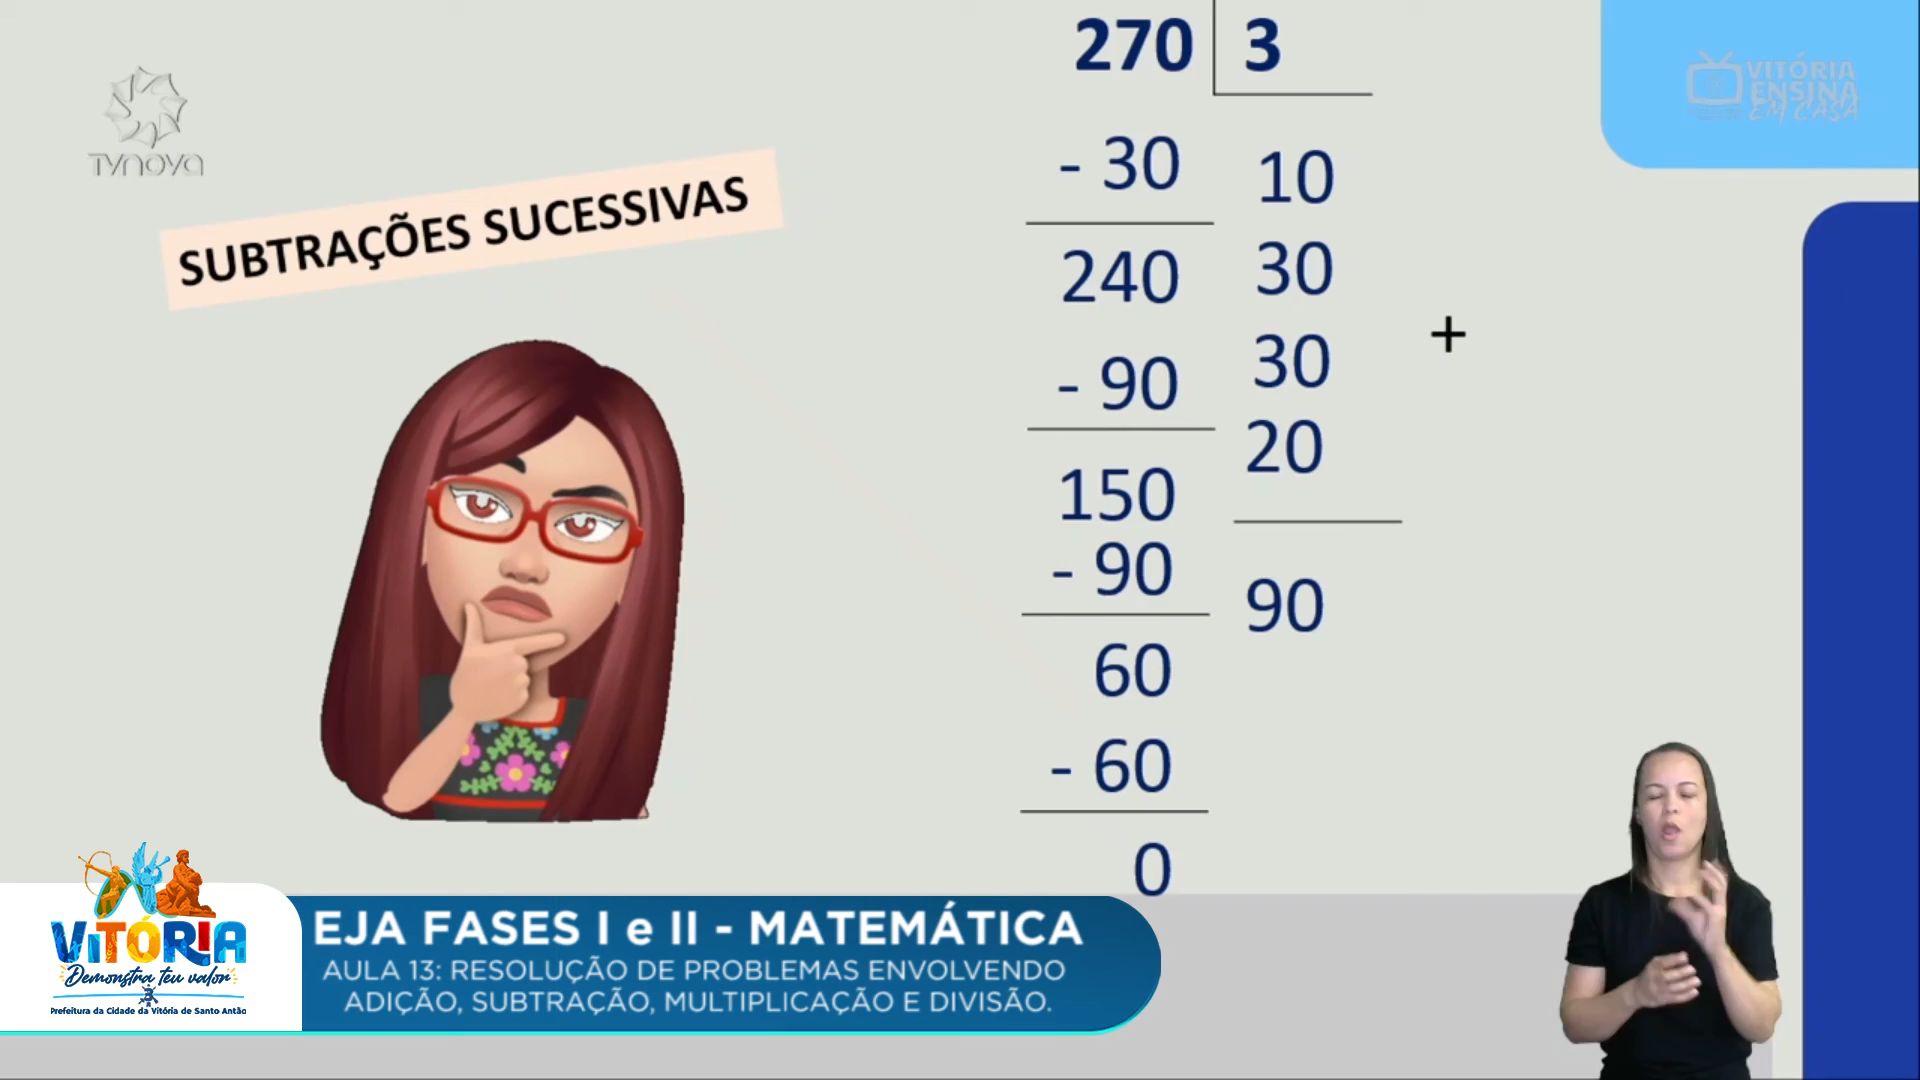 TVNOVA
SUBTRAÇÕES SUCESSIVAS
270 3
- 30 10
240 30
- 90 30
150 20
- 90
60 90
- 60
0
+
VITÓRIA
ENSINA
EM CASA
VITÓRIA
Demonstra teu valor
Prefeitura da Cidade da Vitória de Santo Antão
EJA FASES I e II - MATEMÁTICA
AULA 13: RESOLUÇÃO DE PROBLEMAS ENVOLVENDO
ADIÇÃO, SUBTRAÇÃO, MULTIPLICAÇÃO E DIVISÃO.